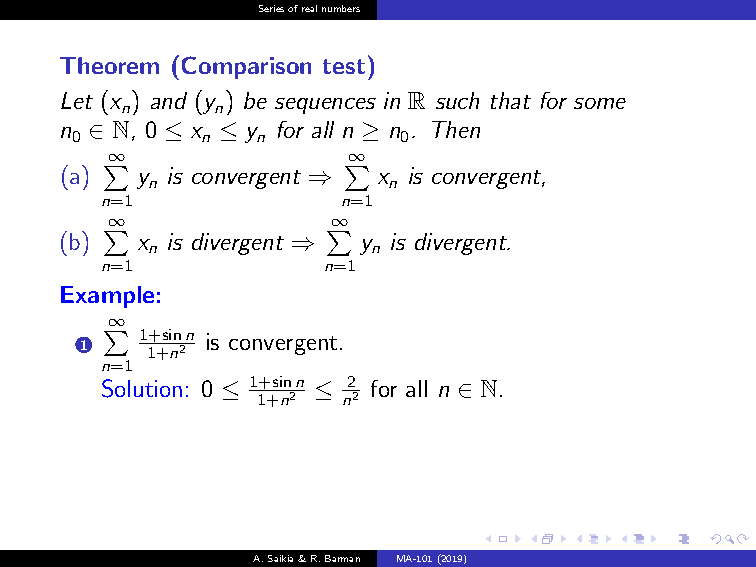 Series of real numbers
Theorem (Comparison test)
Let (xₙ) and (yₙ) be sequences in ℝ such that for some
n₀ ∈ ℕ, 0 ≤ xₙ ≤ yₙ for all n ≥ n₀. Then
(a) ∑_{n=1}^{∞} yₙ is convergent ⇒ ∑_{n=1}^{∞} xₙ is convergent,
(b) ∑_{n=1}^{∞} xₙ is divergent ⇒ ∑_{n=1}^{∞} yₙ is divergent.
Example:
1 ∑_{n=1}^{∞} (1+sin n)/(1+n²) is convergent.
Solution: 0 ≤ (1+sin n)/(1+n²) ≤ 2/n² for all n ∈ ℕ.
A. Saikia & R. Barman MA-101 (2019)